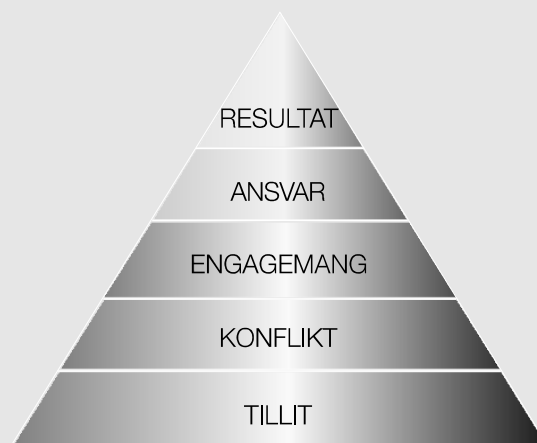 RESULTAT
ANSVAR
ENGAGEMANG
KONFLIKT
TILLIT